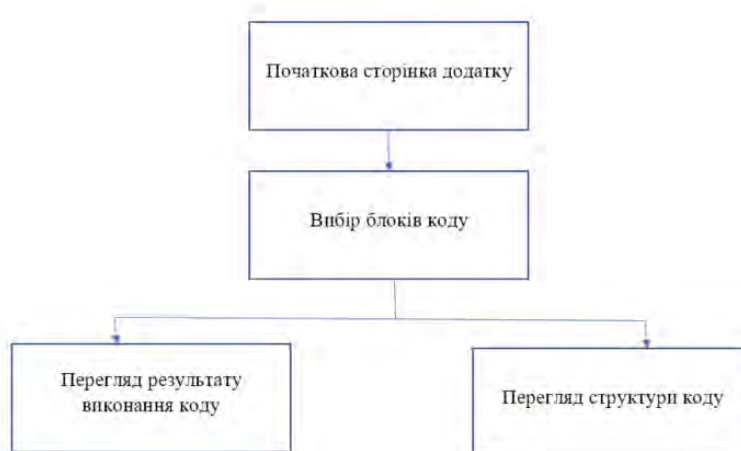 Початкова сторінка додатку
Вибір блоків коду
Перегляд результату
виконання коду
Перегляд структури коду